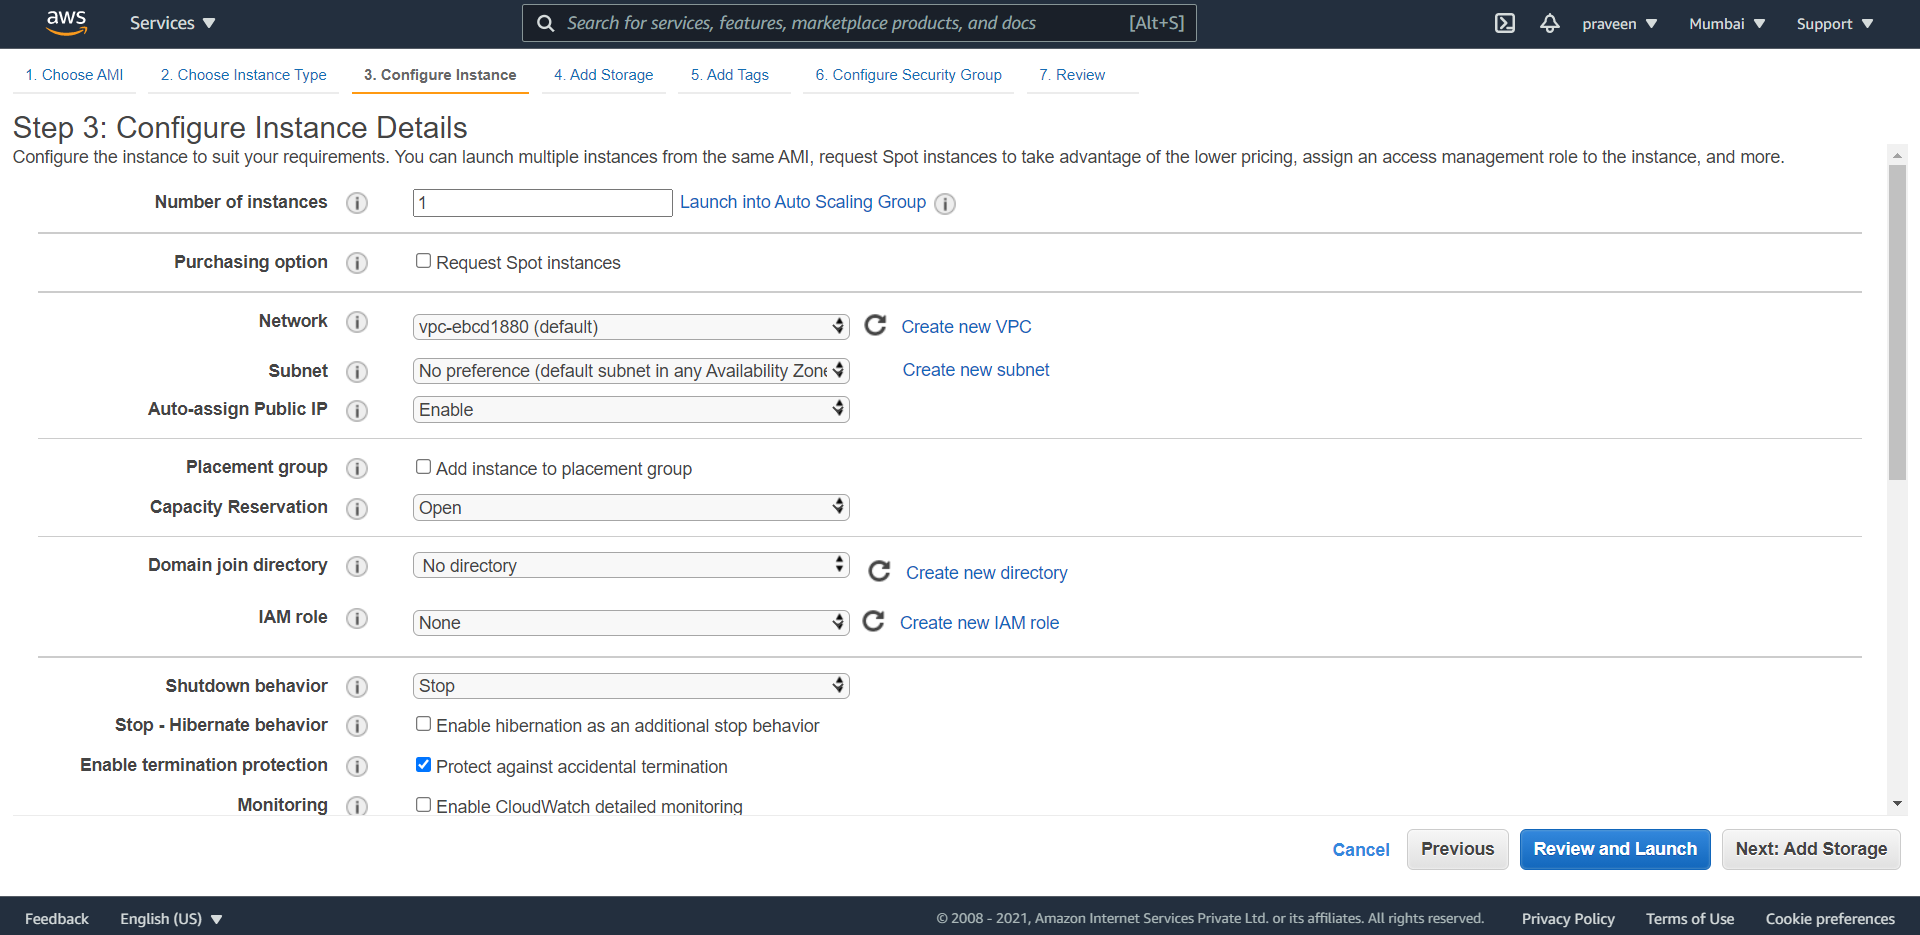 aws Services Search for services, features, marketplace products, and docs [Alt+S] praveen Mumbai Support
1. Choose AMI 2. Choose Instance Type 3. Configure Instance 4. Add Storage 5. Add Tags 6. Configure Security Group 7. Review
Step 3: Configure Instance Details
Configure the instance to suit your requirements. You can launch multiple instances from the same AMI, request Spot instances to take advantage of the lower pricing, assign an access management role to the instance, and more.
Number of instances i 1 Launch into Auto Scaling Group i
Purchasing option i Request Spot instances
Network i vpc-ebcd1880 (default) Create new VPC
Subnet i No preference (default subnet in any Availability Zone Create new subnet
Auto-assign Public IP i Enable
Placement group i Add instance to placement group
Capacity Reservation i Open
Domain join directory i No directory Create new directory
IAM role i None Create new IAM role
Shutdown behavior i Stop
Stop - Hibernate behavior i Enable hibernation as an additional stop behavior
Enable termination protection i Protect against accidental termination
Monitoring i Enable CloudWatch detailed monitoring
Cancel Previous Review and Launch Next: Add Storage
Feedback English (US) © 2008 - 2021, Amazon Internet Services Private Ltd. or its affiliates. All rights reserved. Privacy Policy Terms of Use Cookie preferences